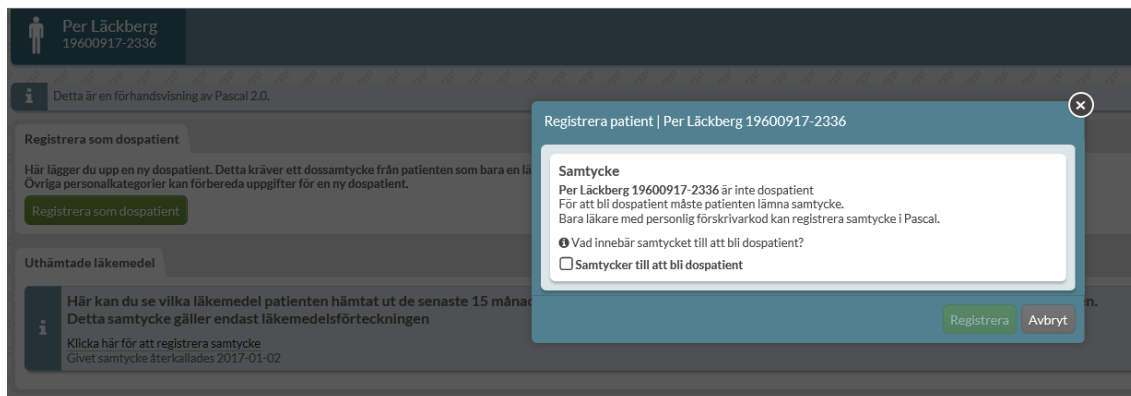 Per Läckberg
19600917-2336
Detta är en förhandsvisning av Pascal 2.0.
Registrera som dospatient
Här lägger du upp en ny dospatient. Detta kräver ett dossamtycke från patienten som bara en lä
Övriga personalkategorier kan förbereda uppgifter för en ny dospatient.
Registrera som dospatient
Uthämtade läkemedel
Här kan du se vilka läkemedel patienten hämtat ut de senaste 15 månad
n.
Detta samtycke gäller endast läkemedelsförteckningen
Klicka här för att registrera samtycke
Givet samtycke återkallades 2017-01-02
Registrera patient | Per Läckberg 19600917-2336
Samtycke
Per Läckberg 19600917-2336 är inte dospatient
För att bli dospatient måste patienten lämna samtycke.
Bara läkare med personlig förskrivarkod kan registrera samtycke i Pascal.
Vad innebär samtycket till att bli dospatient?
Samtycker till att bli dospatient
Registrera Avbryt